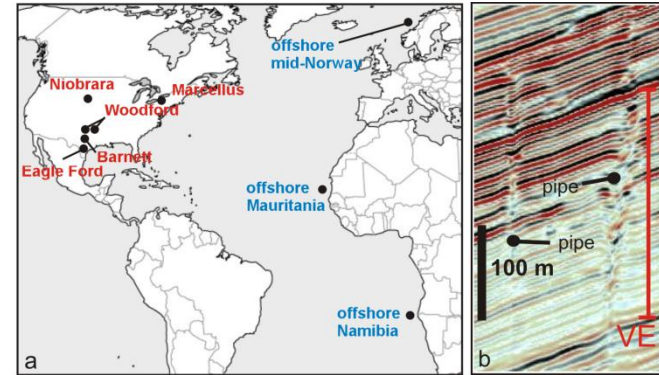 offshore
mid-Norway
Niobrara
Marcellus
Woodford
Barnett
Eagle Ford
offshore
Mauritania
offshore
Namibia
a
pipe
pipe
100 m
VE
b